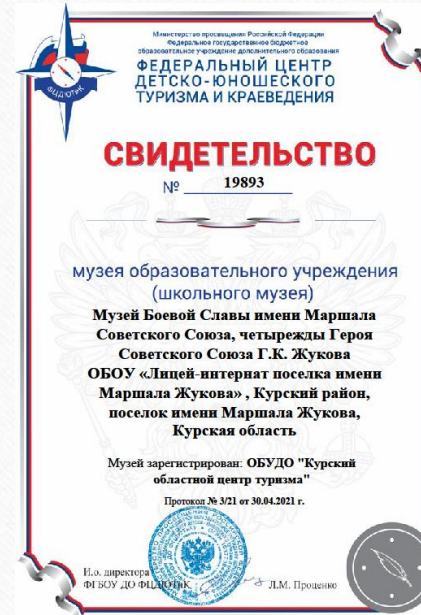 Министерство просвещения Российской Федерации
Федеральное государственное бюджетное
образовательное учреждение дополнительного образования
ФЕДЕРАЛЬНЫЙ ЦЕНТР
ДЕТСКО-ЮНОШЕСКОГО
ТУРИЗМА И КРАЕВЕДЕНИЯ
ФЦДЮТиК
СВИДЕТЕЛЬСТВО
№ 19893
музея образовательного учреждения
(школьного музея)
Музей Боевой Славы имени Маршала
Советского Союза, четырежды Героя
Советского Союза Г.К. Жукова
ОБОУ «Лицей-интернат поселка имени
Маршала Жукова» , Курский район,
поселок имени Маршала Жукова,
Курская область
Музей зарегистрирован: ОБУДО "Курский
областной центр туризма"
Протокол № 3/21 от 30.04.2021 г.
И.о. директора
ФГБОУ ДО ФЦДЮТиК
Л.М. Проценко